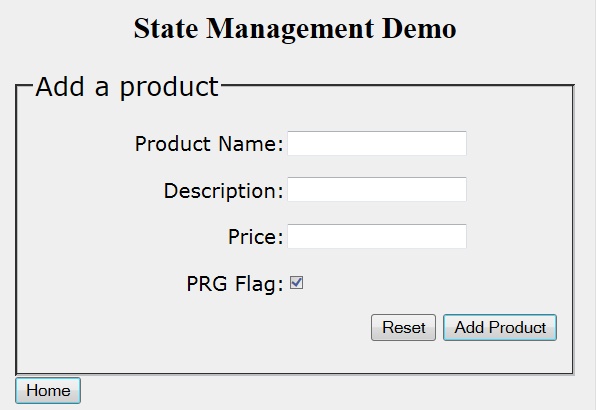 State Management Demo
Add a product
Product Name:
Description:
Price:
PRG Flag:
Reset Add Product
Home